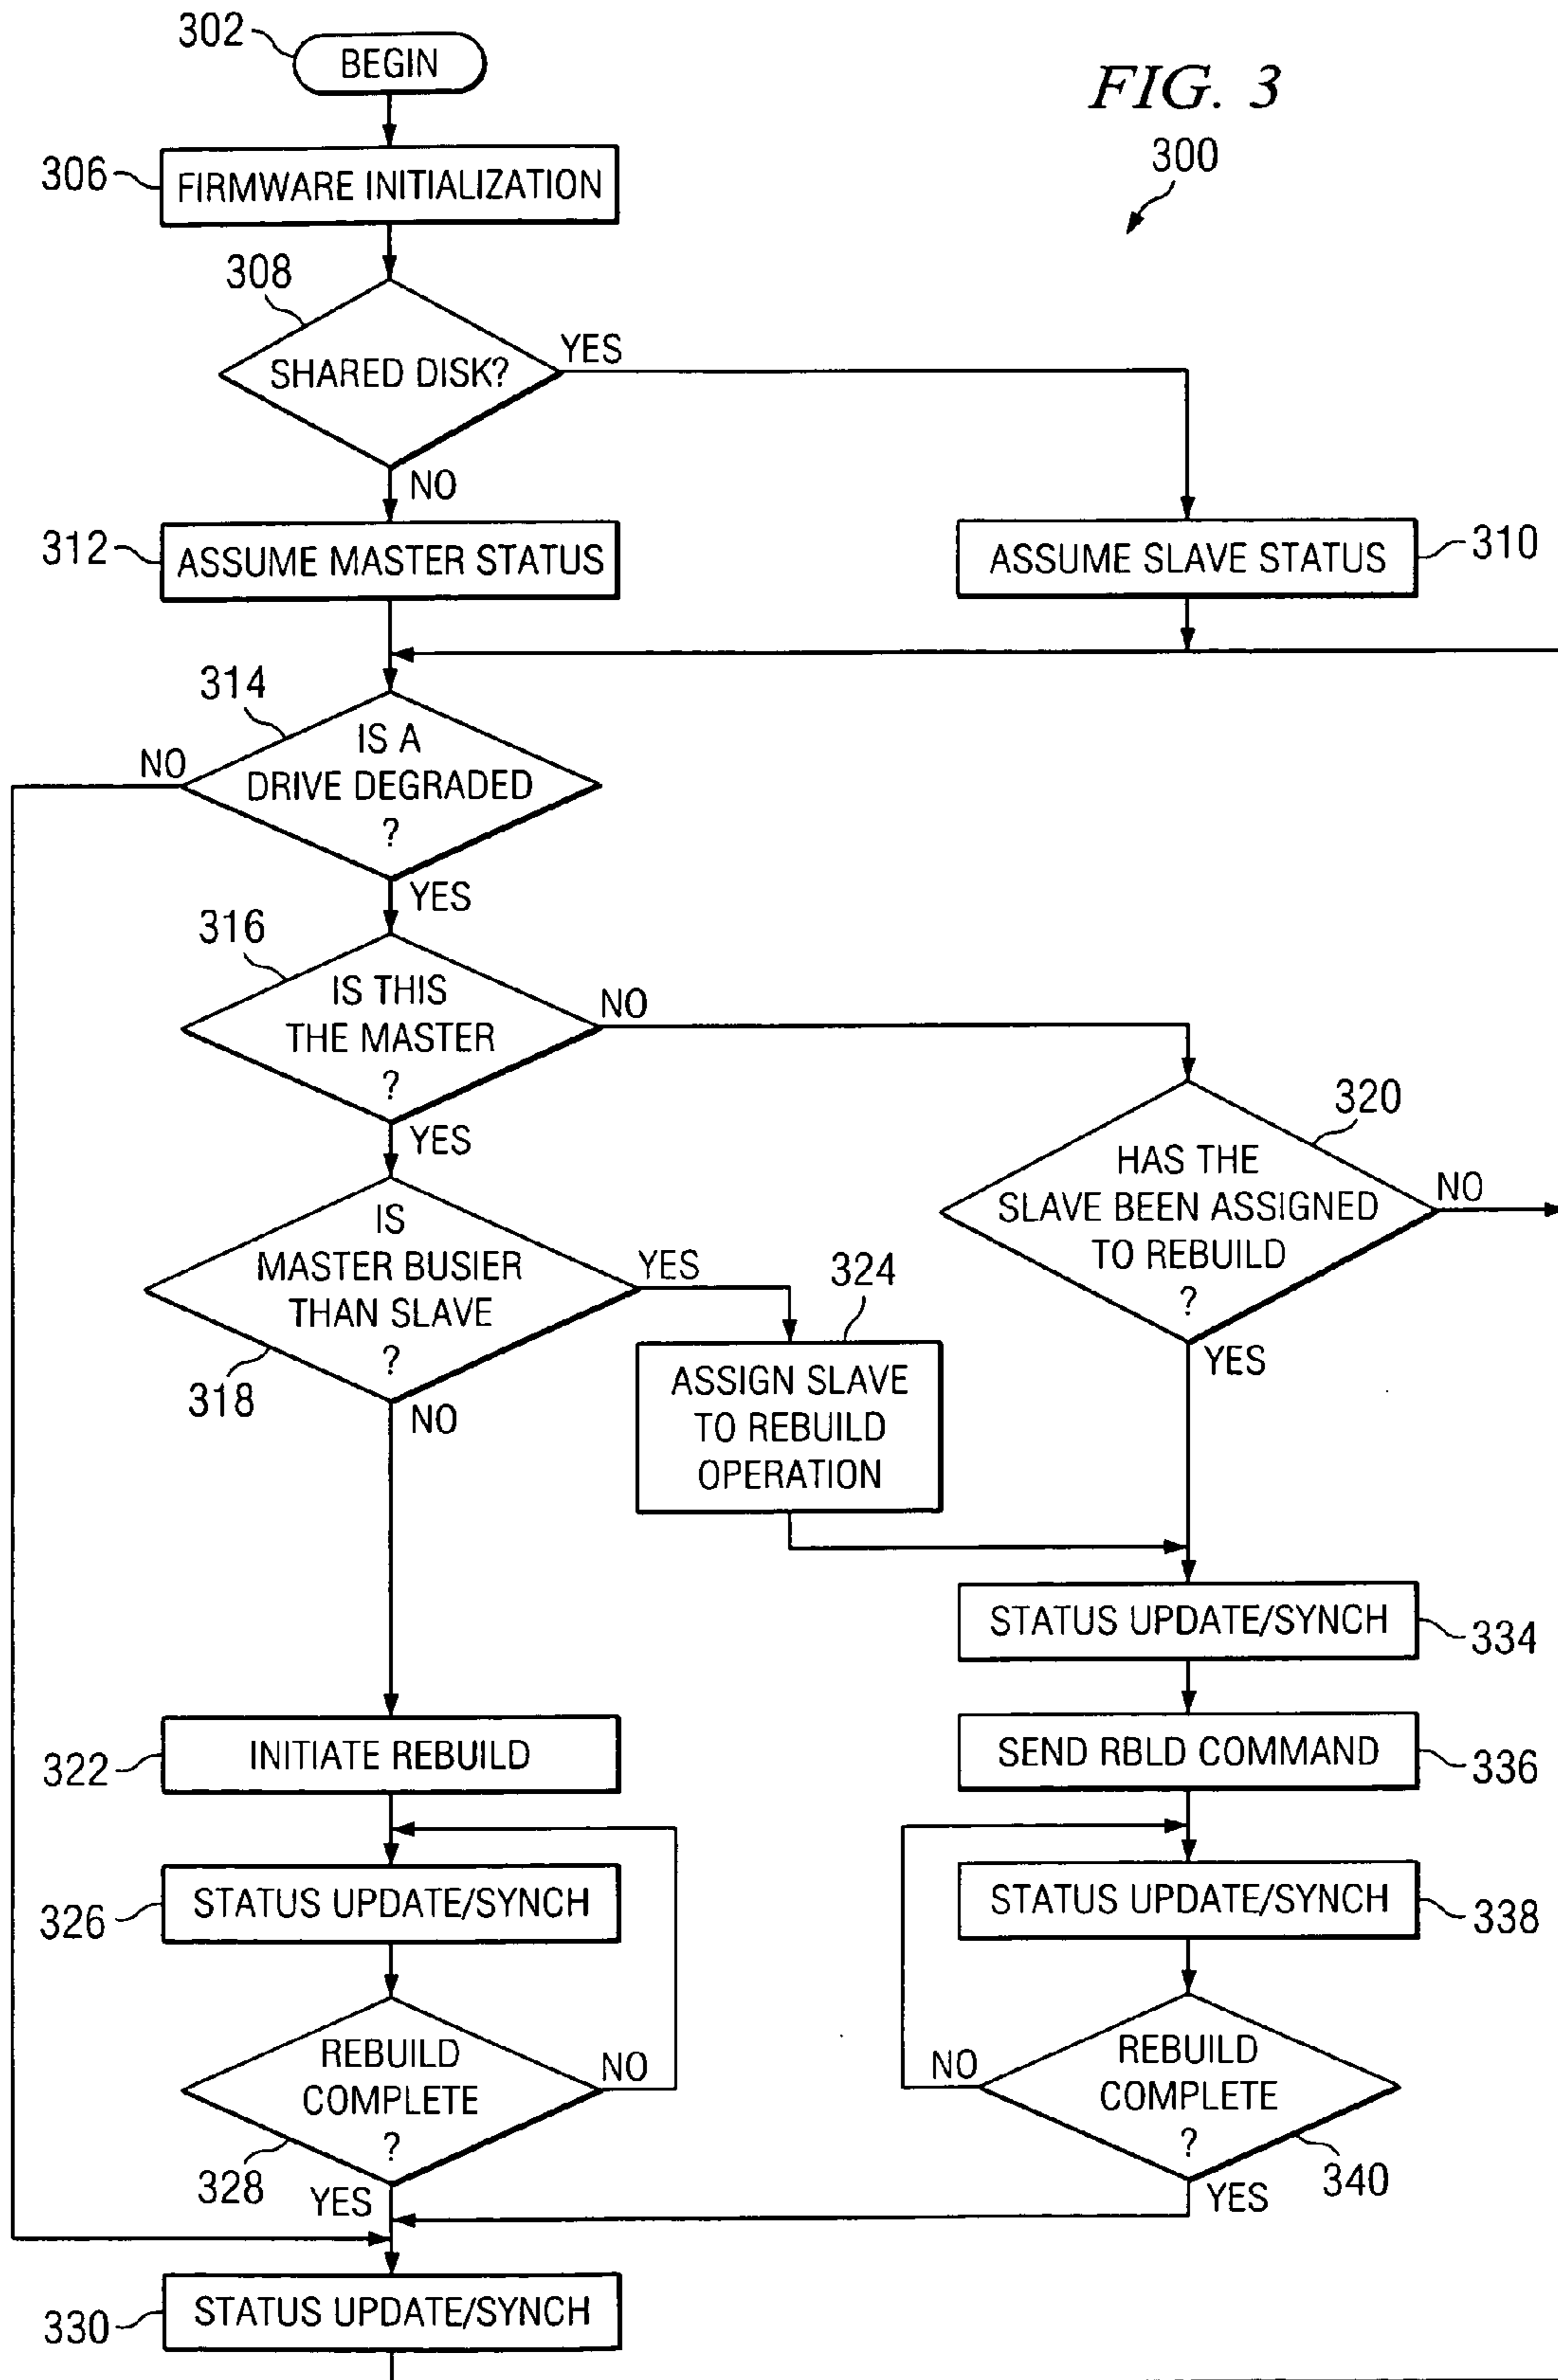 FIG. 3
300
302
BEGIN
306
FIRMWARE INITIALIZATION
308
SHARED DISK?
YES
NO
312
ASSUME MASTER STATUS
ASSUME SLAVE STATUS
310
314
IS A
DRIVE DEGRADED
?
NO
YES
316
IS THIS
THE MASTER
?
NO
YES
320
HAS THE
SLAVE BEEN ASSIGNED
TO REBUILD
?
NO
YES
IS
MASTER BUSIER
THAN SLAVE
?
318
YES
NO
324
ASSIGN SLAVE
TO REBUILD
OPERATION
STATUS UPDATE/SYNCH
334
322
INITIATE REBUILD
SEND RBLD COMMAND
336
326
STATUS UPDATE/SYNCH
STATUS UPDATE/SYNCH
338
REBUILD
COMPLETE
?
NO
328
YES
REBUILD
COMPLETE
?
NO
340
YES
330
STATUS UPDATE/SYNCH